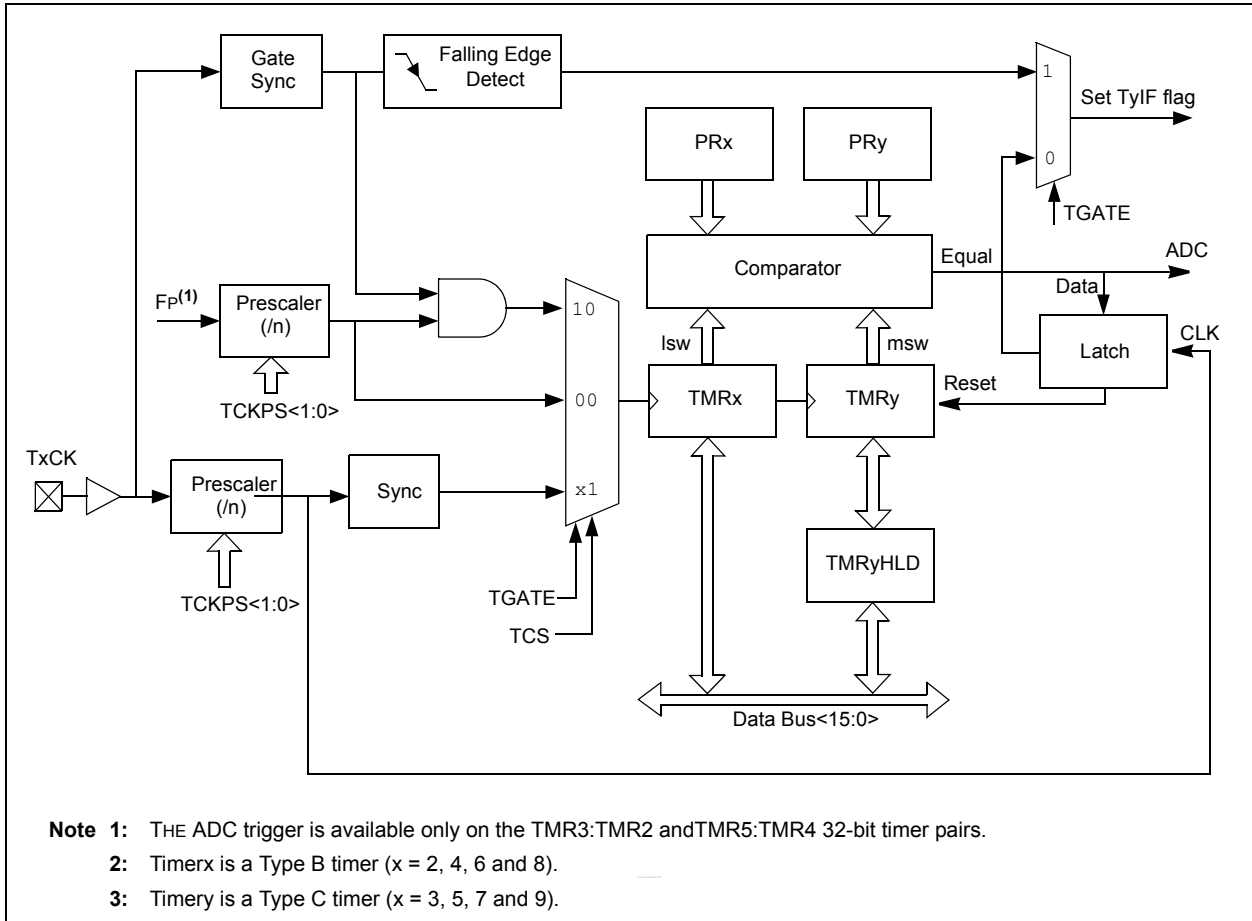 Gate
Sync
Falling Edge
Detect
1
Set TyIF flag
PRx
PRy
0
TGATE
Comparator
Equal
ADC
Data
FP(1)
Prescaler
(/n)
10
lsw
msw
Latch
CLK
TCKPS<1:0>
00
TMRx
TMRy
Reset
TxCK
Prescaler
(/n)
Sync
x1
TMRyHLD
TCKPS<1:0>
TGATE
TCS
Data Bus<15:0>
Note 1: THE ADC trigger is available only on the TMR3:TMR2 andTMR5:TMR4 32-bit timer pairs.
2: Timerx is a Type B timer (x = 2, 4, 6 and 8).
3: Timery is a Type C timer (x = 3, 5, 7 and 9).